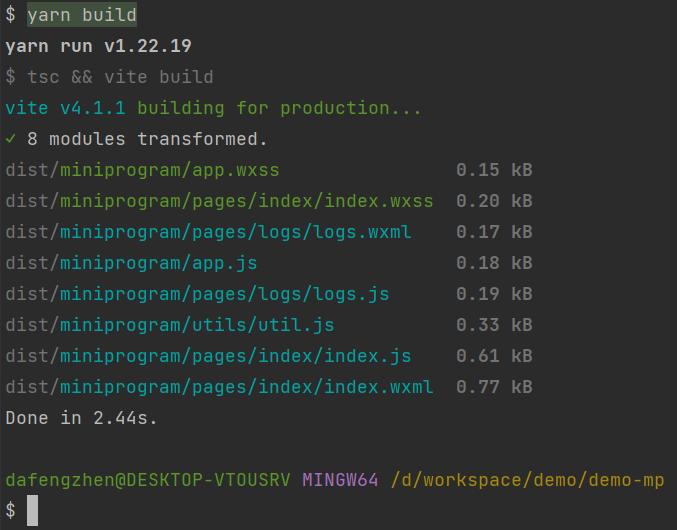 $ yarn build
yarn run v1.22.19
$ tsc && vite build
vite v4.1.1 building for production...
✓ 8 modules transformed.
dist/miniprogram/app.wxss 0.15 kB
dist/miniprogram/pages/index/index.wxss 0.20 kB
dist/miniprogram/pages/logs/logs.wxml 0.17 kB
dist/miniprogram/app.js 0.18 kB
dist/miniprogram/pages/logs/logs.js 0.19 kB
dist/miniprogram/utils/util.js 0.33 kB
dist/miniprogram/pages/index/index.js 0.61 kB
dist/miniprogram/pages/index/index.wxml 0.77 kB
Done in 2.44s.
dafengzhen@DESKTOP-VTOUSRV MINGW64 /d/workspace/demo/demo-mp
$